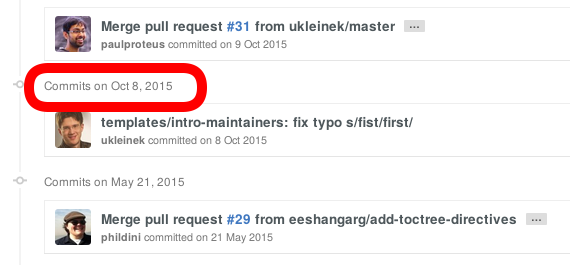 Merge pull request #31 from ukleinek/master ...
paulproteus committed on 9 Oct 2015
Commits on Oct 8, 2015
templates/intro-maintainers: fix typo s/fist/first/
ukleinek committed on 8 Oct 2015
Commits on May 21, 2015
Merge pull request #29 from eeshangarg/add-toctree-directives ...
phildini committed on 21 May 2015